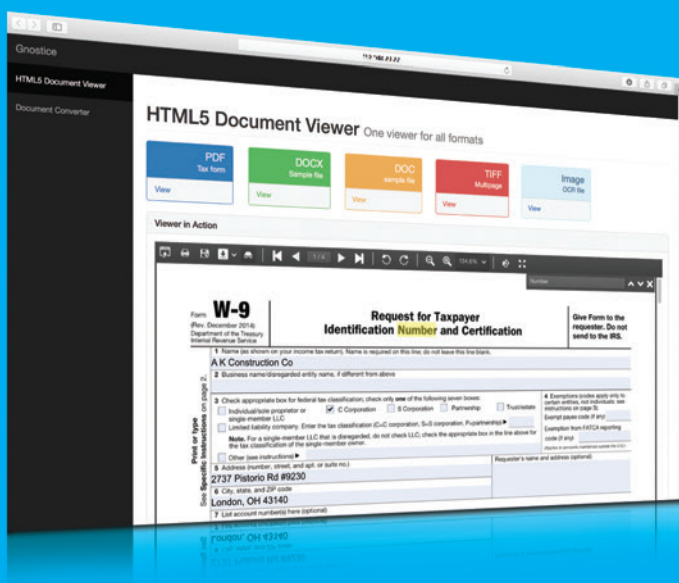 Gnostice
HTML5 Document Viewer
Document Converter
HTML5 Document Viewer One viewer for all formats
PDF
Tax form
View
DOCX
Sample file
View
DOC
sample file
View
TIFF
Multipage
View
Image
OCR file
View
Viewer in Action
1 / 4
134.6%
Number
Form W-9
(Rev. December 2014)
Department of the Treasury
Internal Revenue Service
Request for Taxpayer
Identification Number and Certification
Give Form to the
requester. Do not
send to the IRS.
Print or type
See Specific Instructions on page 2.
1 Name (as shown on your income tax return). Name is required on this line; do not leave this line blank.
A K Construction Co
2 Business name/disregarded entity name, if different from above
3 Check appropriate box for federal tax classification; check only one of the following seven boxes:
Individual/sole proprietor or
single-member LLC
C Corporation
S Corporation
Partnership
Trust/estate
Limited liability company. Enter the tax classification (C=C corporation, S=S corporation, P=partnership) ▶
Note. For a single-member LLC that is disregarded, do not check LLC; check the appropriate box in the line above for
the tax classification of the single-member owner.
Other (see instructions) ▶
4 Exemptions (codes apply only to
certain entities, not individuals; see
instructions on page 3):
Exempt payee code (if any)
Exemption from FATCA reporting
code (if any)
5 Address (number, street, and apt. or suite no.)
2737 Pistorio Rd #9230
Requester's name and address (optional)
6 City, state, and ZIP code
London, OH 43140
7 List account number(s) here (optional)